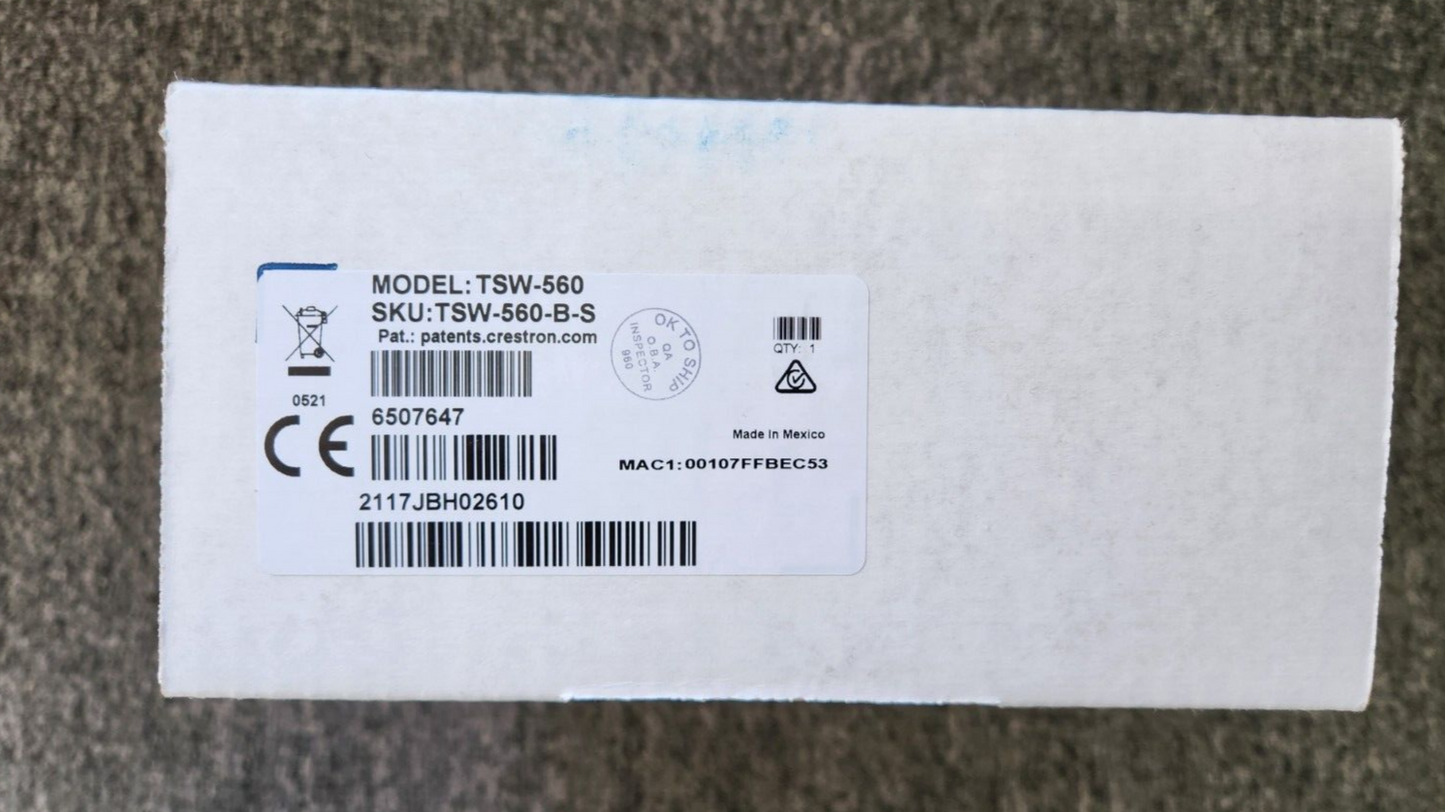 MODEL: TSW-560
SKU:TSW-560-B-S
Pat.: patents.crestron.com
0521
CE
6507647
2117JBH02610
OK TO SHIP
QA
O.B.A.
INSPECTOR
960
QTY: 1
Made In Mexico
MAC1:00107FFBEC53